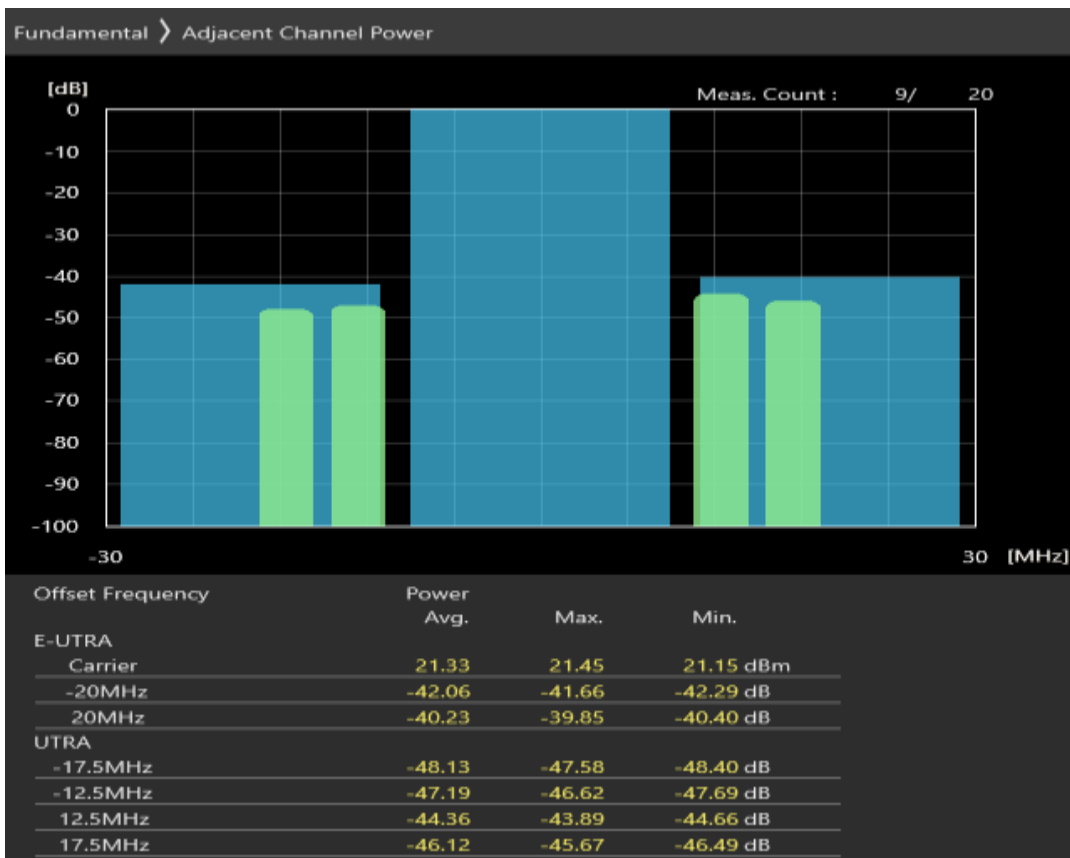 Fundamental 〉 Adjacent Channel Power
[dB]
Meas. Count : 9/ 20
0
-10
-20
-30
-40
-50
-60
-70
-80
-90
-100
-30 30 [MHz]
Offset Frequency Power
Avg. Max. Min.
E-UTRA
Carrier 21.33 21.45 21.15 dBm
-20MHz -42.06 -41.66 -42.29 dB
20MHz -40.23 -39.85 -40.40 dB
UTRA
-17.5MHz -48.13 -47.58 -48.40 dB
-12.5MHz -47.19 -46.62 -47.69 dB
12.5MHz -44.36 -43.89 -44.66 dB
17.5MHz -46.12 -45.67 -46.49 dB